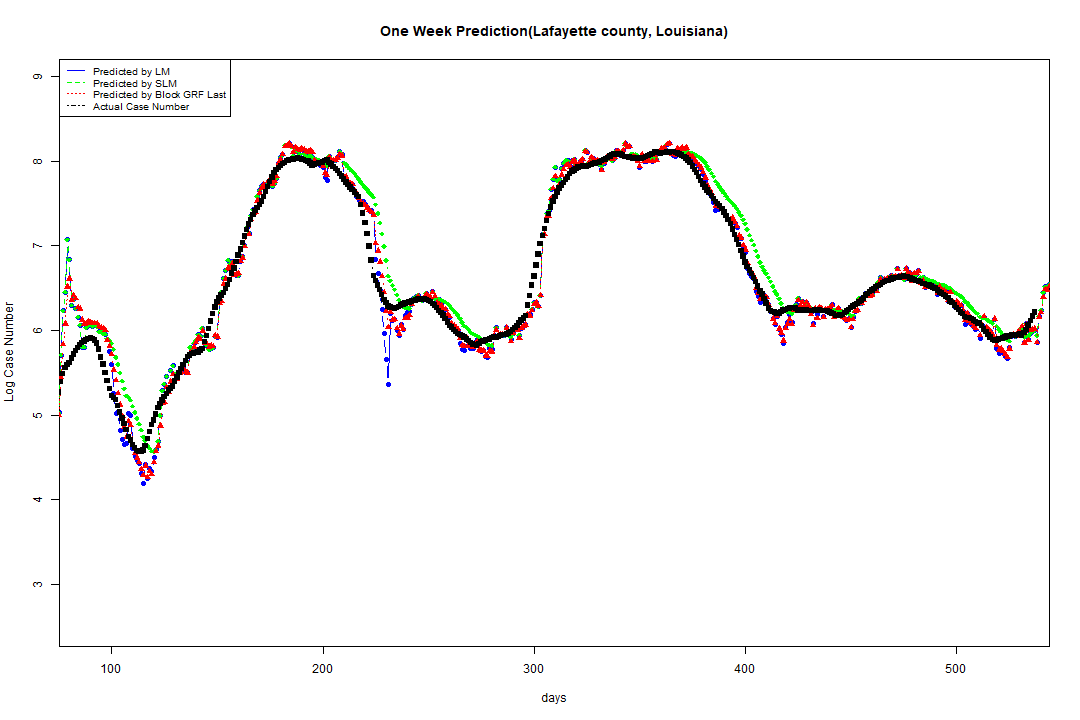 One Week Prediction(Lafayette county, Louisiana)
Predicted by LM
Predicted by SLM
Predicted by Block GRF Last
Actual Case Number
9
8
7
6
5
4
3
Log Case Number
100 200 300 400 500
days